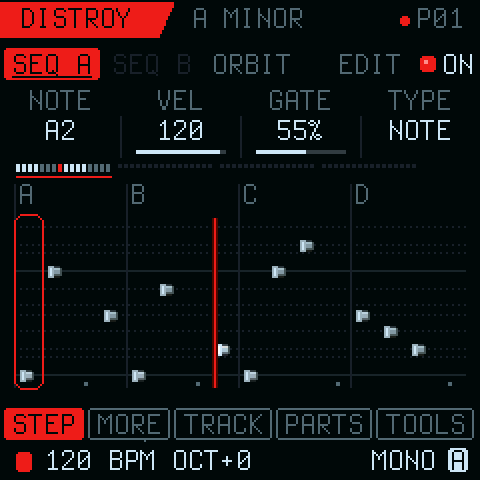 DISTROY A MINOR P01
SEQ A SEQ B ORBIT EDIT ON
NOTE VEL GATE TYPE
A2 120 55% NOTE
A B C D
STEP MORE TRACK PARTS TOOLS
120 BPM OCT+0 MONO A